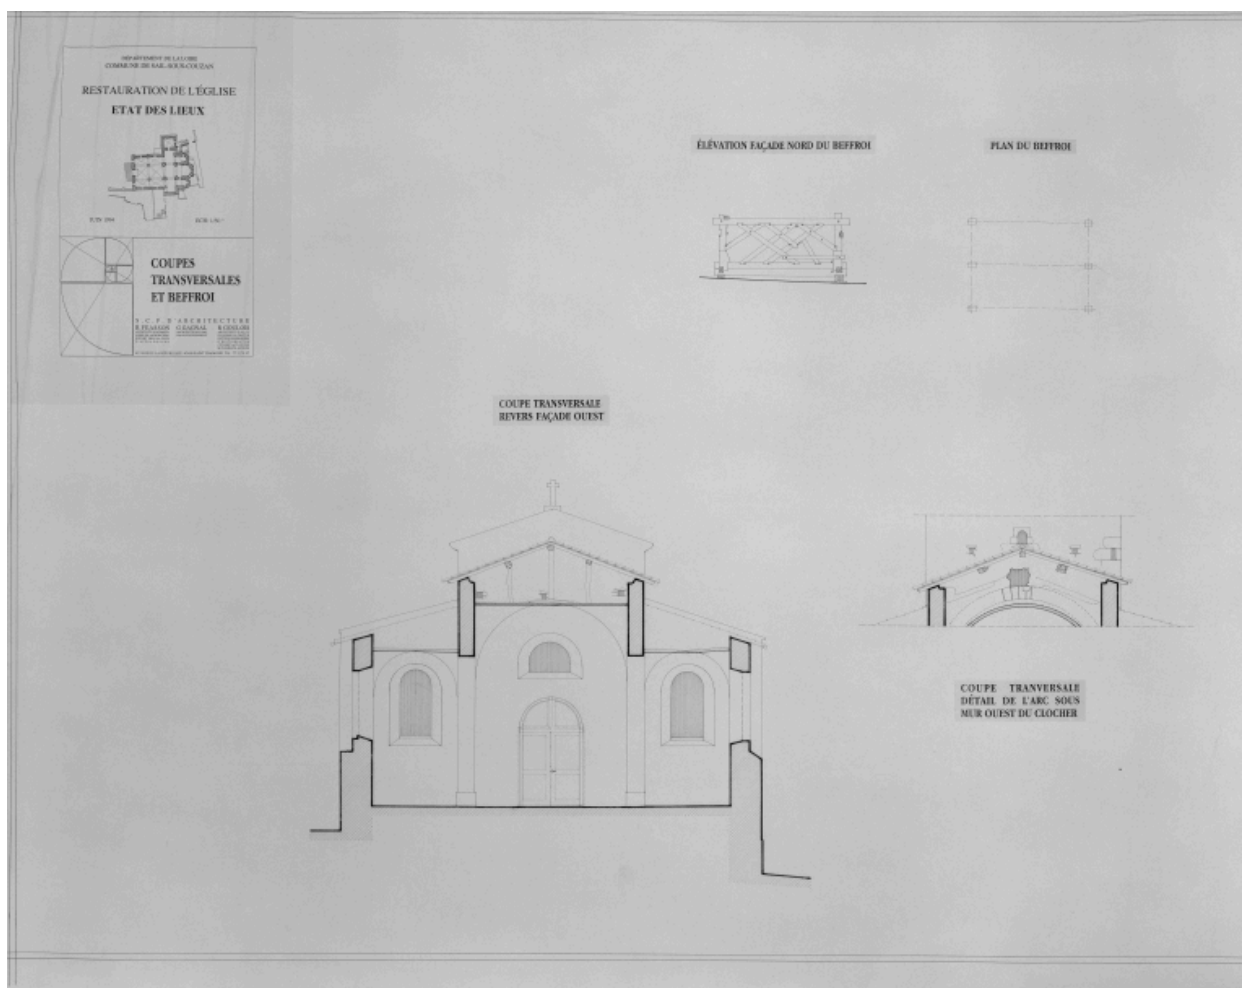 DÉPARTEMENT DE LA LOIRE
COMMUNE DE SAIL-SOUS-COUZAN
RESTAURATION DE L'ÉGLISE
ETAT DES LIEUX
COUPES
TRANSVERSALES
ET BEFFROI
S.C.P. D'ARCHITECTURE
ÉLÉVATION FAÇADE NORD DU BEFFROI
PLAN DU BEFFROI
COUPE TRANSVERSALE
REVERS FAÇADE OUEST
COUPE TRANVERSALE
DÉTAIL DE L'ARC SOUS
MUR OUEST DU CLOCHER